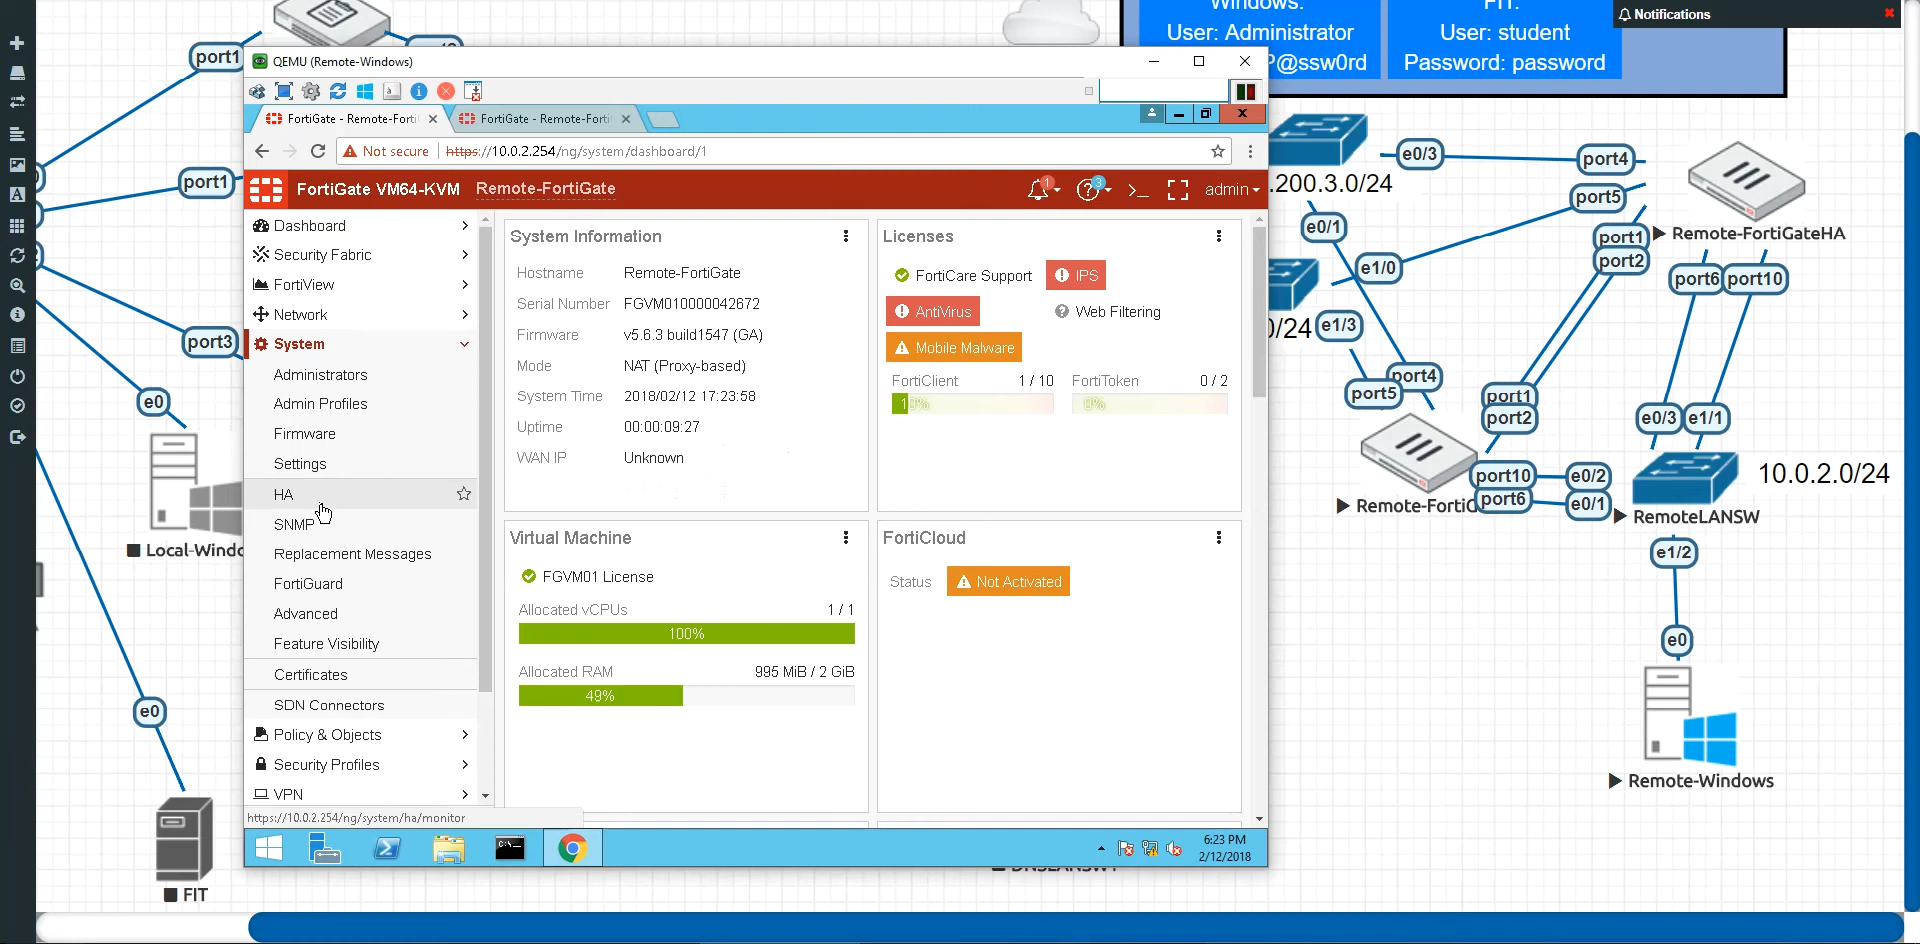 Windows:
FIT:
Notifications
User: Administrator
User: student
P@ssw0rd
Password: password
port1
QEMU (Remote-Windows)
FortiGate - Remote-Forti
FortiGate - Remote-Forti
Not secure
https://10.0.2.254/ng/system/dashboard/1
FortiGate VM64-KVM
Remote-FortiGate
1
3
>_
admin
Dashboard
Security Fabric
FortiView
Network
System
Administrators
Admin Profiles
Firmware
Settings
HA
SNMP
Replacement Messages
FortiGuard
Advanced
Feature Visibility
Certificates
SDN Connectors
Policy & Objects
Security Profiles
VPN
https://10.0.2.254/ng/system/ha/monitor
System Information
Hostname Remote-FortiGate
Serial Number FGVM010000042672
Firmware v5.6.3 build1547 (GA)
Mode NAT (Proxy-based)
System Time 2018/02/12 17:23:58
Uptime 00:00:09:27
WAN IP Unknown
Licenses
FortiCare Support
IPS
AntiVirus
Web Filtering
Mobile Malware
FortiClient 1 / 10
FortiToken 0 / 2
10%
0%
Virtual Machine
FGVM01 License
Allocated vCPUs 1 / 1
100%
Allocated RAM 995 MiB / 2 GiB
49%
FortiCloud
Status Not Activated
6:23 PM
2/12/2018
port1
port3
e0
Local-Windo
e0
FIT
e0/3
port4
.200.3.0/24
port5
e0/1
port1
Remote-FortiGateHA
port2
e1/0
port6
port10
0/24
e1/3
port4
port5
port1
port2
e0/3
e1/1
port10
e0/2
10.0.2.0/24
port6
e0/1
Remote-FortiG
RemoteLANSW
e1/2
e0
Remote-Windows